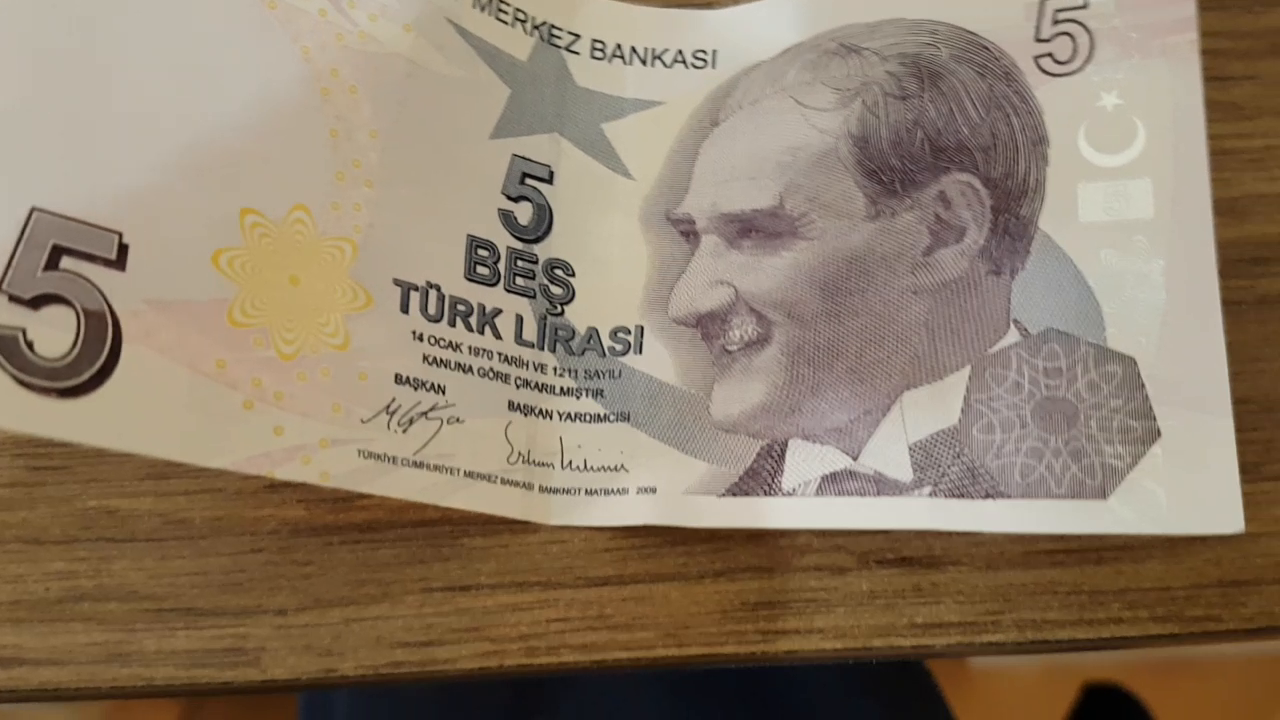 MERKEZ BANKASI
5
5
BEŞ
TÜRK LİRASI
14 OCAK 1970 TARİH VE 1211 SAYILI
KANUNA GÖRE ÇIKARILMIŞTIR.
BAŞKAN
BAŞKAN YARDIMCISI
TÜRKİYE CUMHURİYET MERKEZ BANKASI BANKNOT MATBAASI 2009
5
5